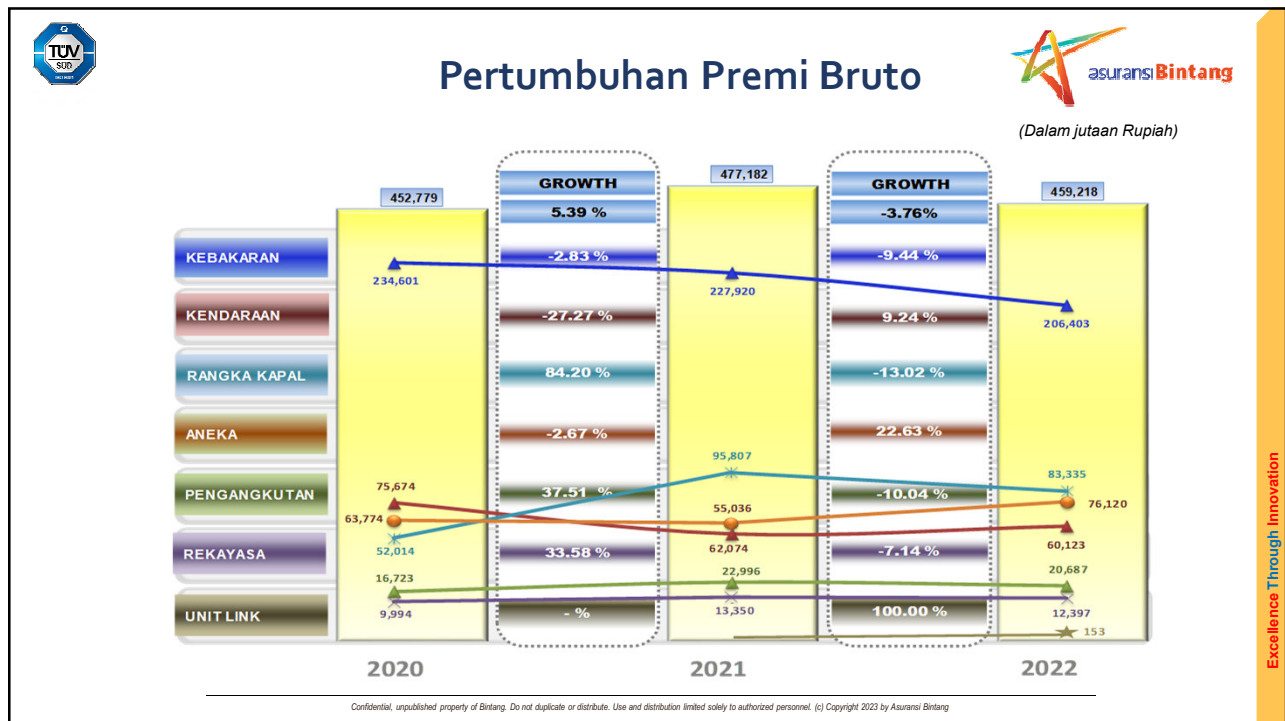 TÜV
SÜD
Pertumbuhan Premi Bruto
asuransiBintang
(Dalam jutaan Rupiah)
452,779
GROWTH
5.39 %
477,182
GROWTH
-3.76%
459,218
KEBAKARAN
234,601
-2.83 %
227,920
-9.44 %
206,403
KENDARAAN
-27.27 %
9.24 %
RANGKA KAPAL
84.20 %
-13.02 %
ANEKA
-2.67 %
22.63 %
95,807
83,335
PENGANGKUTAN
75,674
37.51 %
-10.04 %
63,774
55,036
76,120
REKAYASA
52,014
33.58 %
62,074
-7.14 %
60,123
16,723
22,996
20,687
UNIT LINK
9,994
- %
13,350
100.00 %
12,397
153
2020
2021
2022
Excellence Through Innovation
Confidential, unpublished property of Bintang. Do not duplicate or distribute. Use and distribution limited solely to authorized personnel. (c) Copyright 2023 by Asuransi Bintang